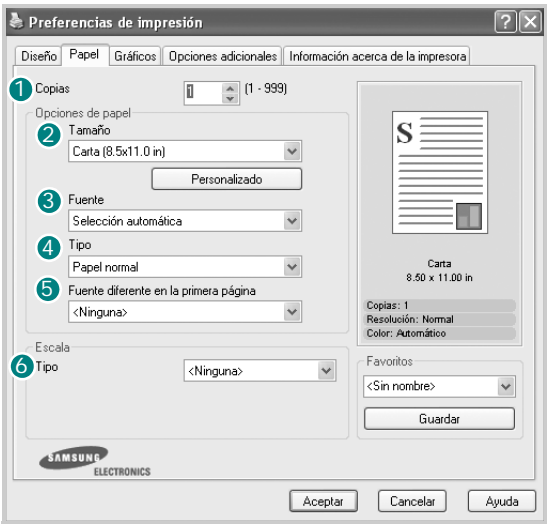 Preferencias de impresión
Diseño Papel Gráficos Opciones adicionales Información acerca de la impresora
1 Copias 1 (1 - 999)
Opciones de papel
2 Tamaño
Carta (8.5x11.0 in)
Personalizado
3 Fuente
Selección automática
4 Tipo
Papel normal
5 Fuente diferente en la primera página
<Ninguna>
Escala
6 Tipo <Ninguna>
SAMSUNG
ELECTRONICS
S
Carta
8.50 x 11.00 in
Copias: 1
Resolución: Normal
Color: Automático
Favoritos
<Sin nombre>
Guardar
Aceptar Cancelar Ayuda